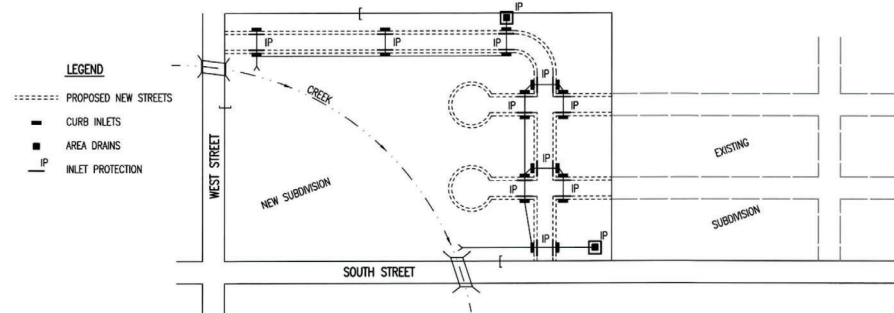 IP
IP
IP
IP
LEGEND
PROPOSED NEW STREETS
CURB INLETS
AREA DRAINS
IP
INLET PROTECTION
CREEK
WEST STREET
NEW SUBDIVISION
IP
IP
IP
IP
IP
IP
IP
IP
EXISTING
SUBDIVISION
SOUTH STREET